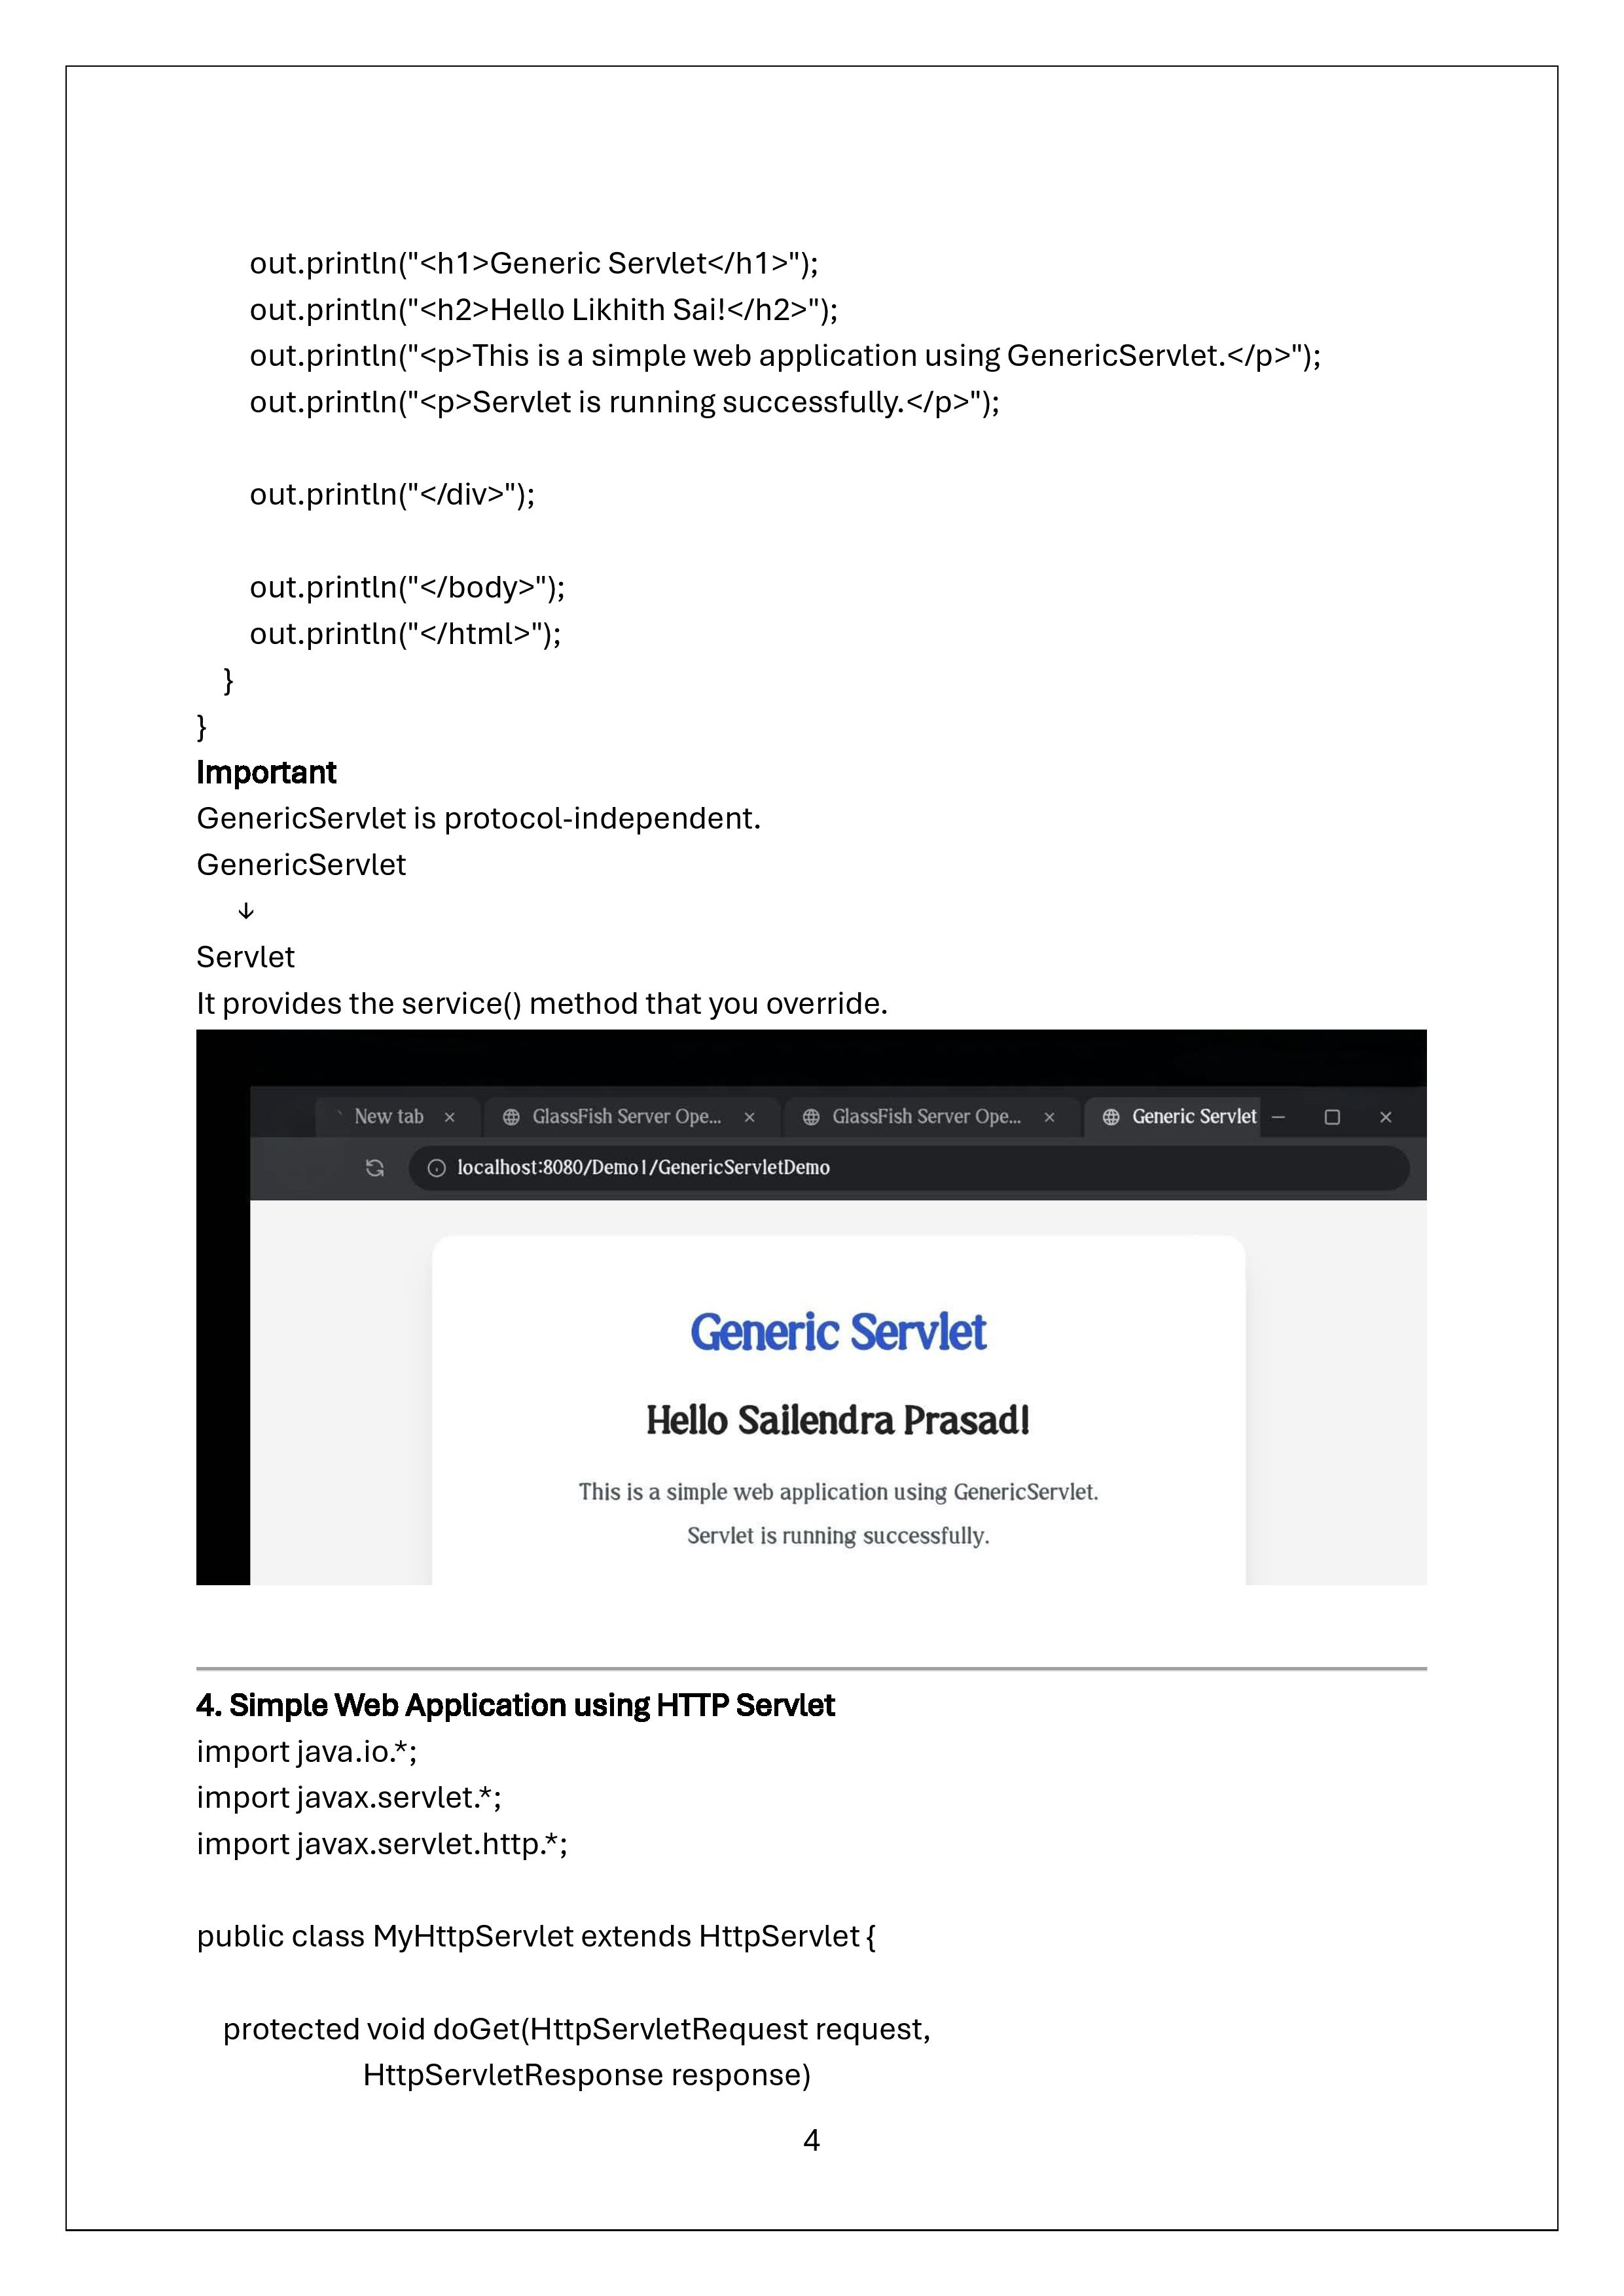 out.println("<h1>Generic Servlet</h1>");
out.println("<h2>Hello Likhith Sai!</h2>");
out.println("<p>This is a simple web application using GenericServlet.</p>");
out.println("<p>Servlet is running successfully.</p>");
out.println("</div>");
out.println("</body>");
out.println("</html>");
}
}
Important
GenericServlet is protocol-independent.
GenericServlet
↓
Servlet
It provides the service() method that you override.
New tab × GlassFish Server Ope... × GlassFish Server Ope... × Generic Servlet
localhost:8080/Demo1/GenericServletDemo
Generic Servlet
Hello Sailendra Prasad!
This is a simple web application using GenericServlet.
Servlet is running successfully.
4. Simple Web Application using HTTP Servlet
import java.io.*;
import javax.servlet.*;
import javax.servlet.http.*;
public class MyHttpServlet extends HttpServlet {
protected void doGet(HttpServletRequest request,
HttpServletResponse response)
4